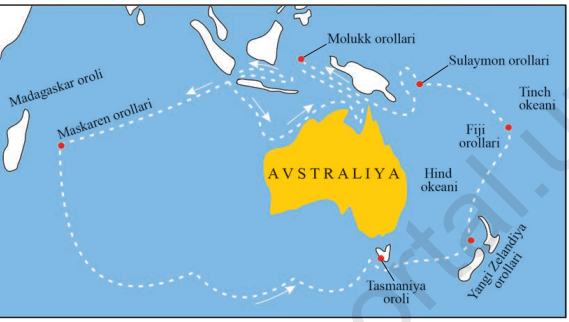 Molukk orollari
Sulaymon orollari
Madagaskar oroli
Tinch
okeani
Maskaren orollari
Fiji
orollari
AVSTRALIYA
Hind
okeani
Yangi Zelandiya
orollari
Tasmaniya
oroli
ortal.u